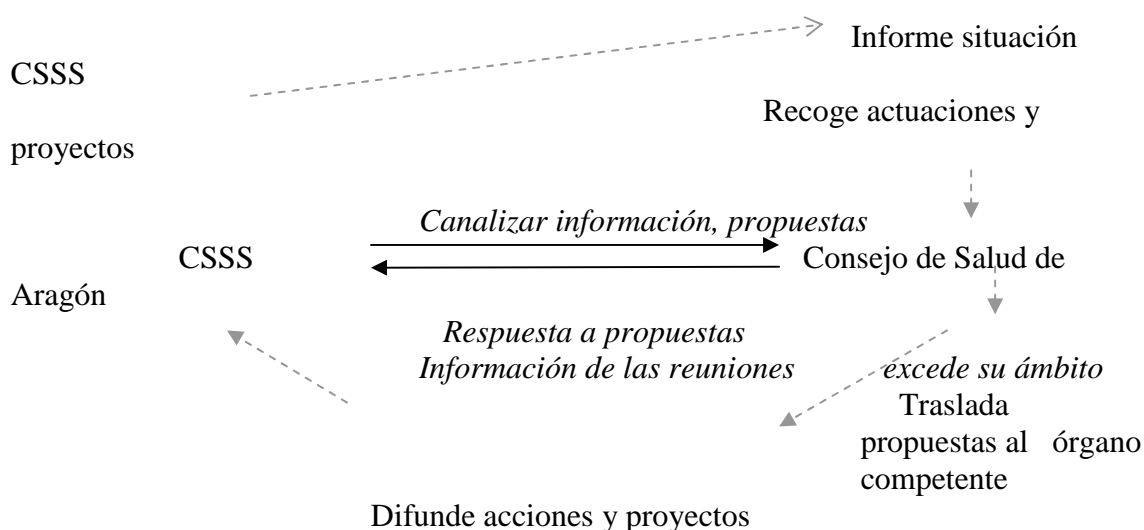 Informe situación
CSSS
Recoge actuaciones y
proyectos
Canalizar información, propuestas
CSSS Consejo de Salud de
Aragón
Respuesta a propuestas
Información de las reuniones excede su ámbito
Traslada
propuestas al órgano
competente
Difunde acciones y proyectos